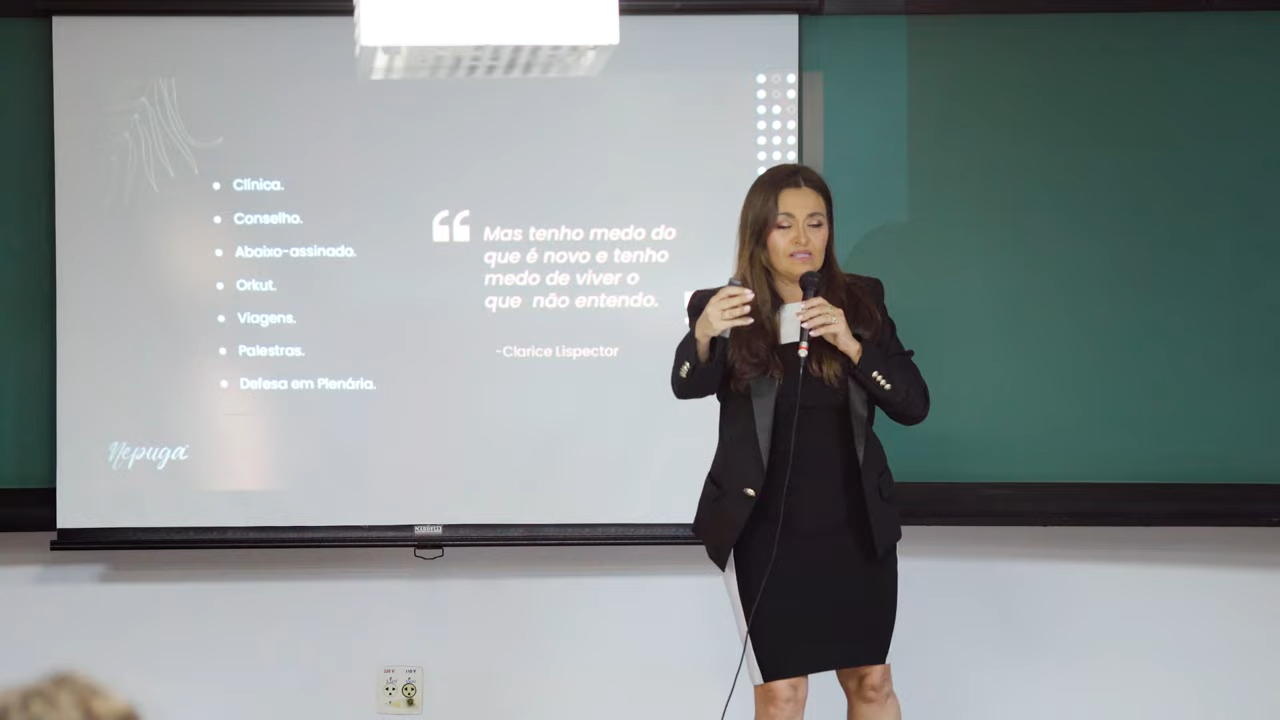 Clínica.
Conselho.
Abaixo-assinado.
Orkut.
Viagens.
Palestras.
Defesa em Plenária.
Mas tenho medo do
que é novo e tenho
medo de viver o
que não entendo.
-Clarice Lispector
Nepuga